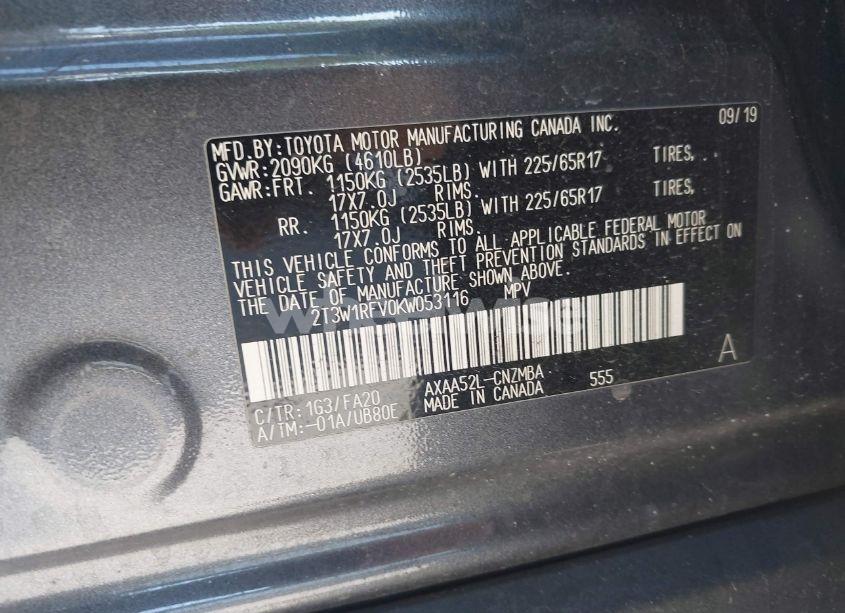 09/19
MFD.BY:TOYOTA MOTOR MANUFACTURING CANADA INC.
GVWR:2090KG (4610LB)
GAWR:FRT. 1150KG (2535LB) WITH 225/65R17 TIRES,
17X7.0J RIMS.
RR. 1150KG (2535LB) WITH 225/65R17 TIRES,
17X7.0J RIMS.
THIS VEHICLE CONFORMS TO ALL APPLICABLE FEDERAL MOTOR
VEHICLE SAFETY AND THEFT PREVENTION STANDARDS IN EFFECT ON
THE DATE OF MANUFACTURE SHOWN ABOVE.
2T3W1RFV0KW053116 MPV
C/TR:1G3/FA20 AXAA52L-CNZMBA 555 A
A/TM:-01A/UB80E MADE IN CANADA